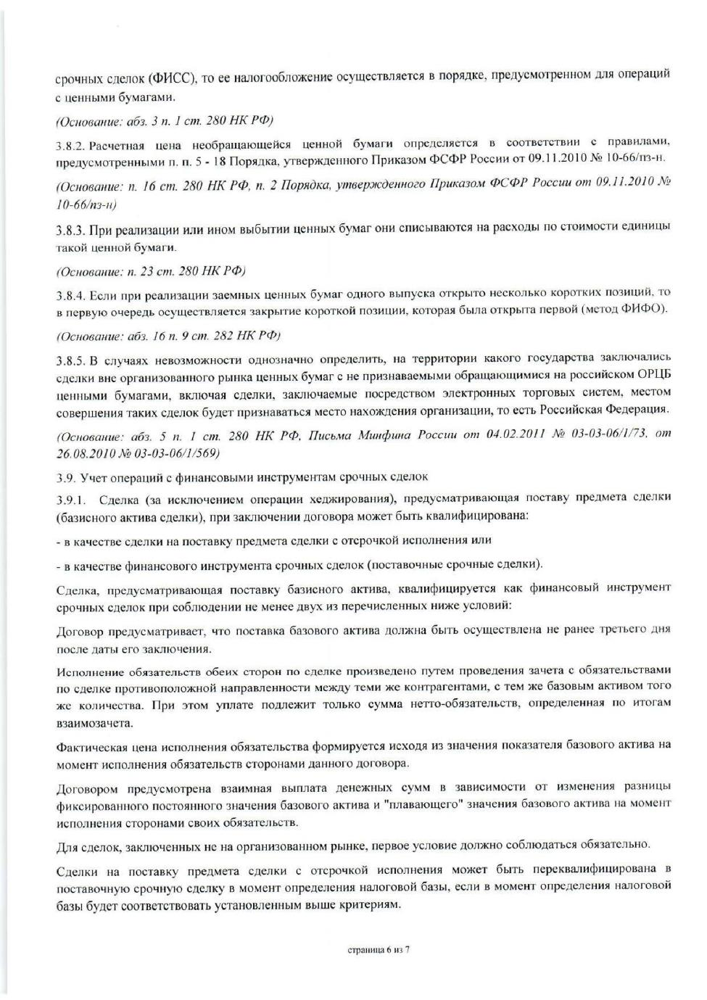 срочных сделок (ФИСС), то ее налогообложение осуществляется в порядке, предусмотренном для операций
с ценными бумагами.
(Основание: абз. 3 п. 1 ст. 280 НК РФ)
3.8.2. Расчетная цена необращающейся ценной бумаги определяется в соответствии с правилами,
предусмотренными п. п. 5 - 18 Порядка, утвержденного Приказом ФСФР России от 09.11.2010 № 10-66/пз-н.
(Основание: п. 16 ст. 280 НК РФ, п. 2 Порядка, утвержденного Приказом ФСФР России от 09.11.2010 №
10-66/пз-н)
3.8.3. При реализации или ином выбытии ценных бумаг они списываются на расходы по стоимости единицы
такой ценной бумаги.
(Основание: п. 23 ст. 280 НК РФ)
3.8.4. Если при реализации заемных ценных бумаг одного выпуска открыто несколько коротких позиций, то
в первую очередь осуществляется закрытие короткой позиции, которая была открыта первой (метод ФИФО).
(Основание: абз. 16 п. 9 ст. 282 НК РФ)
3.8.5. В случаях невозможности однозначно определить, на территории какого государства заключались
сделки вне организованного рынка ценных бумаг с не признаваемыми обращающимися на российском ОРЦБ
ценными бумагами, включая сделки, заключаемые посредством электронных торговых систем, местом
совершения таких сделок будет признаваться место нахождения организации, то есть Российская Федерация.
(Основание: абз. 5 п. 1 ст. 280 НК РФ, Письма Минфина России от 04.02.2011 № 03-03-06/1/73, от
26.08.2010 № 03-03-06/1/569)
3.9. Учет операций с финансовыми инструментам срочных сделок
3.9.1. Сделка (за исключением операции хеджирования), предусматривающая поставу предмета сделки
(базисного актива сделки), при заключении договора может быть квалифицирована:
- в качестве сделки на поставку предмета сделки с отсрочкой исполнения или
- в качестве финансового инструмента срочных сделок (поставочные срочные сделки).
Сделка, предусматривающая поставку базисного актива, квалифицируется как финансовый инструмент
срочных сделок при соблюдении не менее двух из перечисленных ниже условий:
Договор предусматривает, что поставка базового актива должна быть осуществлена не ранее третьего дня
после даты его заключения.
Исполнение обязательств обеих сторон по сделке произведено путем проведения зачета с обязательствами
по сделке противоположной направленности между теми же контрагентами, с тем же базовым активом того
же количества. При этом уплате подлежит только сумма нетто-обязательств, определенная по итогам
взаимозачета.
Фактическая цена исполнения обязательства формируется исходя из значения показателя базового актива на
момент исполнения обязательств сторонами данного договора.
Договором предусмотрена взаимная выплата денежных сумм в зависимости от изменения разницы
фиксированного постоянного значения базового актива и "плавающего" значения базового актива на момент
исполнения сторонами своих обязательств.
Для сделок, заключенных не на организованном рынке, первое условие должно соблюдаться обязательно.
Сделки на поставку предмета сделки с отсрочкой исполнения может быть переквалифицирована в
поставочную срочную сделку в момент определения налоговой базы, если в момент определения налоговой
базы будет соответствовать установленным выше критериям.
страница 6 из 7